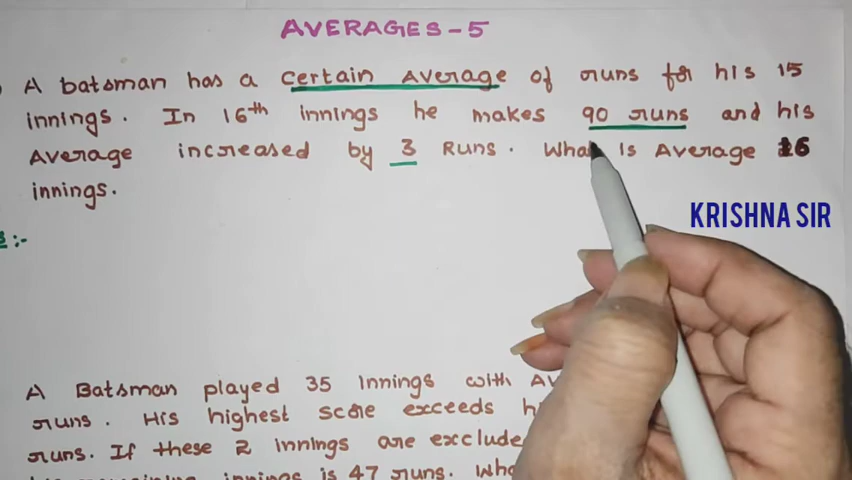 AVERAGES-5
A batsman has a certain average of runs for his 15
innings. In 16th innings he makes 90 runs and his
Average increased by 3 Runs. What is Average 16
innings.
KRISHNA SIR
:-
A Batsman played 35 Innings with
runs. His highest score exceeds
runs. If these 2 innings are
remaining innings is 47 runs.